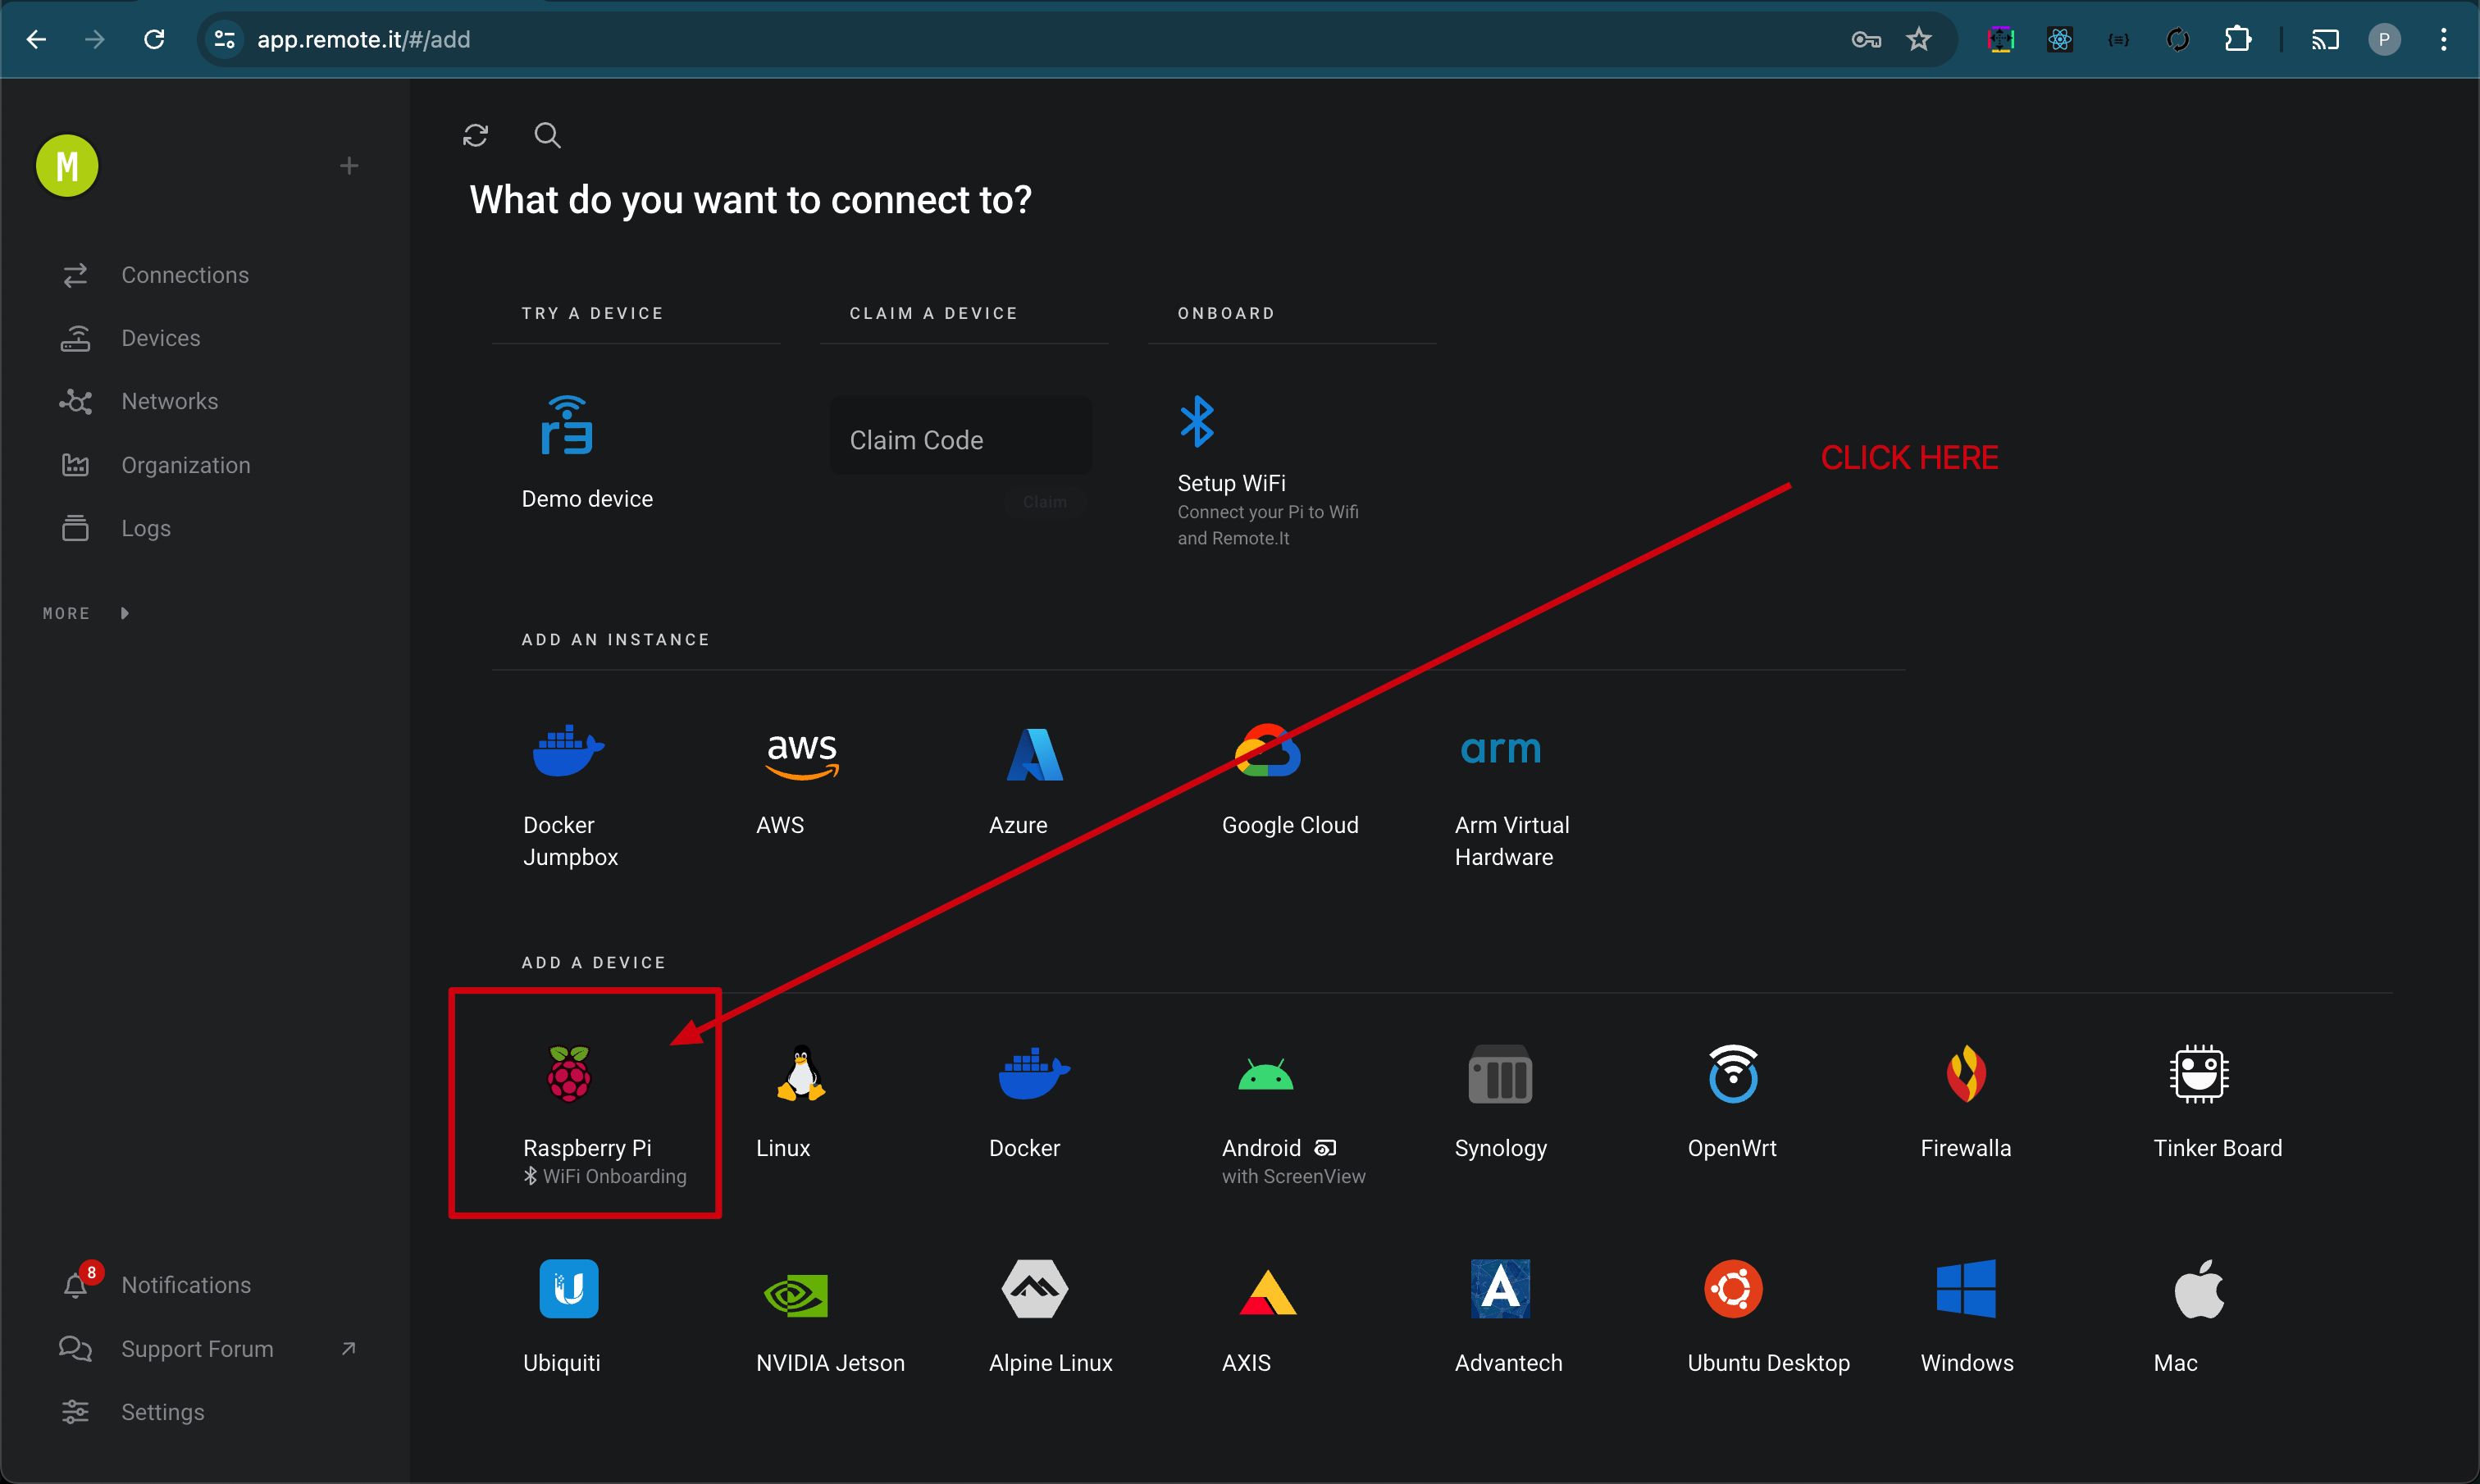 app.remote.it/#/add
P
M
Connections
Devices
Networks
Organization
Logs
MORE
8
Notifications
Support Forum
Settings
What do you want to connect to?
TRY A DEVICE
CLAIM A DEVICE
ONBOARD
r3
Demo device
Claim Code
Claim
Setup WiFi
Connect your Pi to Wifi
and Remote.It
CLICK HERE
ADD AN INSTANCE
aws
arm
Docker
Jumpbox
AWS
Azure
Google Cloud
Arm Virtual
Hardware
ADD A DEVICE
Raspberry Pi
WiFi Onboarding
Linux
Docker
Android
with ScreenView
Synology
OpenWrt
Firewalla
Tinker Board
Ubiquiti
NVIDIA Jetson
Alpine Linux
AXIS
Advantech
Ubuntu Desktop
Windows
Mac